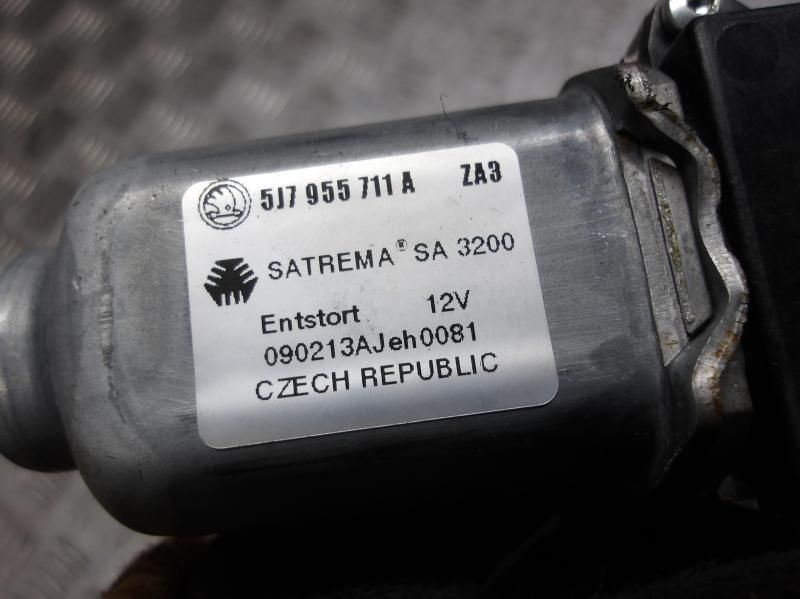 5J7 955 711 A ZA3
SATREMA® SA 3200
Entstort 12V
090213AJeh0081
CZECH REPUBLIC